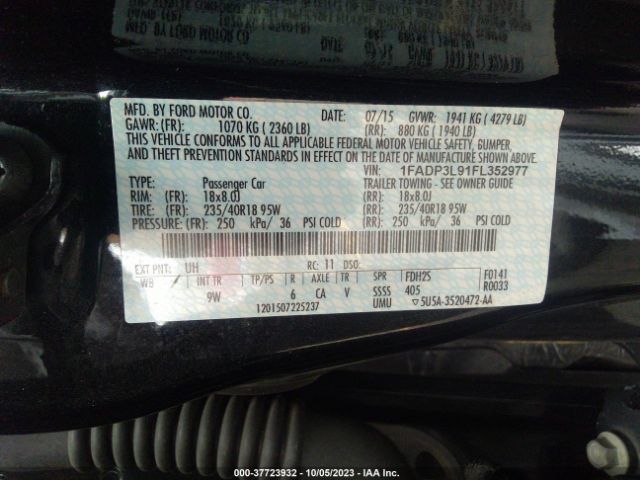 MFD. BY FORD MOTOR CO. DATE: 07/15 GVWR: 1941 KG ( 4279 LB)
GAWR: (FR): 1070 KG ( 2360 LB) (RR): 880 KG ( 1940 LB)
THIS VEHICLE CONFORMS TO ALL APPLICABLE FEDERAL MOTOR VEHICLE SAFETY, BUMPER,
AND THEFT PREVENTION STANDARDS IN EFFECT ON THE DATE OF MANUFACTURE SHOWN ABOVE.
VIN: 1FADP3L91FL352977
TYPE: Passenger Car TRAILER TOWING - SEE OWNER GUIDE
RIM: (FR): 18x8.0J (RR): 18x8.0J
TIRE: (FR): 235/40R18 95W (RR): 235/40R18 95W
PRESSURE: (FR): 250 kPa/ 36 PSI COLD (RR): 250 kPa/ 36 PSI COLD
EXT PNT: UH RC: 11 DSO: FDH2S F0141
WB INT TR TP/PS R AXLE TR SPR 405 R0033
9W 6 CA V SSSS
1201507225237 UMU ▽5U5A-3520472-AA
000-37723932 - 10/05/2023 - IAA Inc.